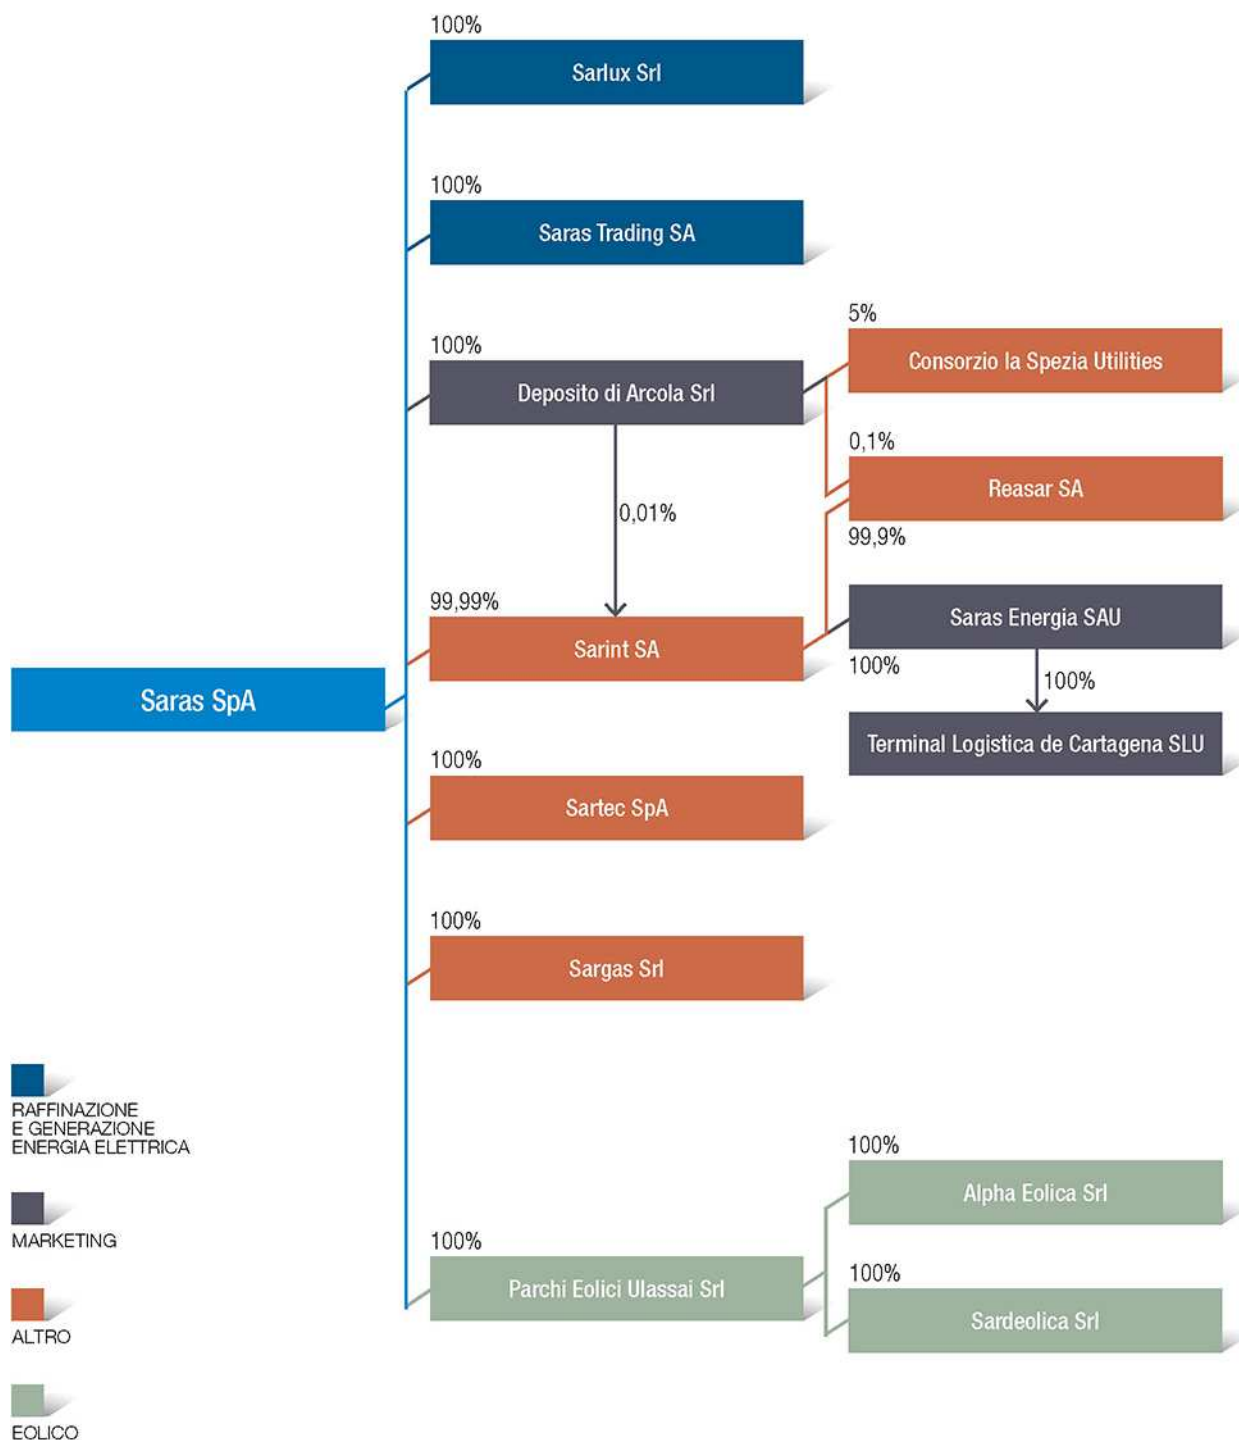 100%
Sarlux Srl
100%
Saras Trading SA
5%
Consorzio la Spezia Utilities
100%
Deposito di Arcola Srl
0,1%
Reasar SA
0,01%
99,9%
99,99%
Sarint SA
Saras Energia SAU
100%
100%
Saras SpA
Terminal Logistica de Cartagena SLU
100%
Sartec SpA
100%
Sargas Srl
RAFFINAZIONE
E GENERAZIONE
ENERGIA ELETTRICA
100%
Alpha Eolica Srl
MARKETING
100%
Parchi Eolici Ulassai Srl
100%
Sardeolica Srl
ALTRO
EOLICO